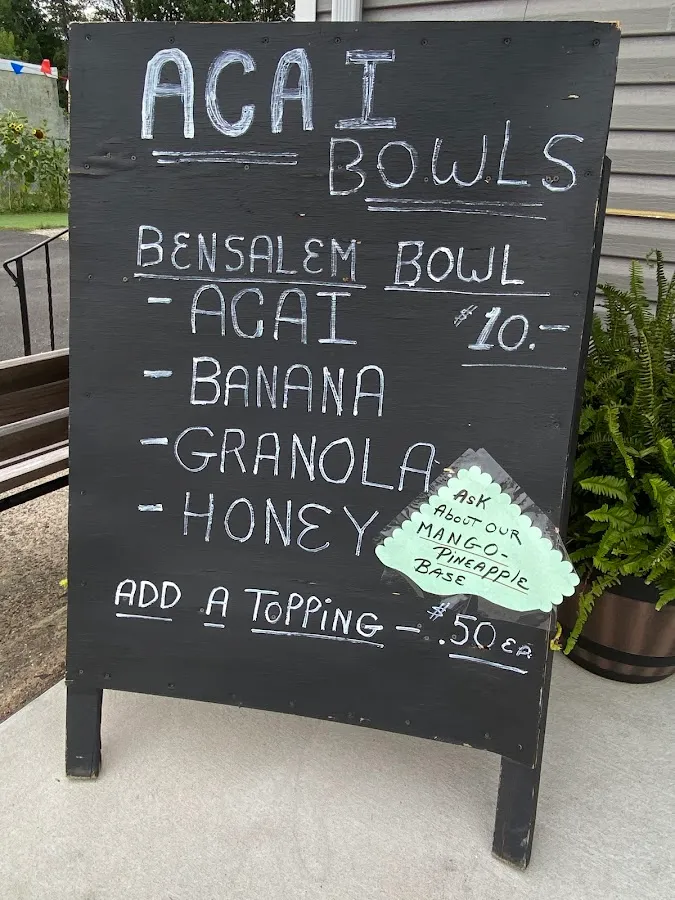 ACAI
BOWLS
BENSALEM BOWL
- ACAI $10.-
- BANANA
- GRANOLA
- HONEY
ASK
ABOUT OUR
MANGO-
PINEAPPLE
BASE
ADD A TOPPING - $.50 EA.